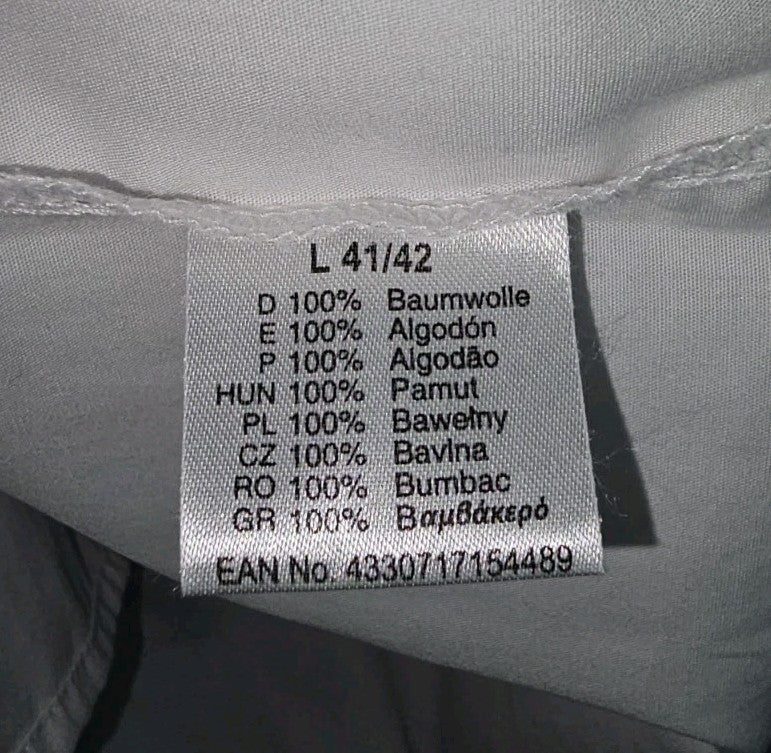 L 41/42
D 100% Baumwolle
E 100% Algodón
P 100% Algodão
HUN 100% Pamut
PL 100% Bawełny
CZ 100% Bavlna
RO 100% Bumbac
GR 100% Βαμβάκερό
EAN No. 4330717154489